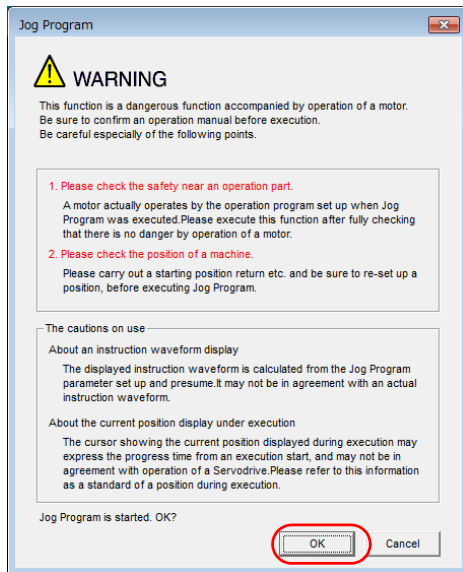 Jog Program
WARNING
This function is a dangerous function accompanied by operation of a motor.
Be sure to confirm an operation manual before execution.
Be careful especially of the following points.
1. Please check the safety near an operation part.
A motor actually operates by the operation program set up when Jog
Program was executed.Please execute this function after fully checking
that there is no danger by operation of a motor.
2. Please check the position of a machine.
Please carry out a starting position return etc. and be sure to re-set up a
position, before executing Jog Program.
The cautions on use
About an instruction waveform display
The displayed instruction waveform is calculated from the Jog Program
parameter set up and presume.It may not be in agreement with an actual
instruction waveform.
About the current position display under execution
The cursor showing the current position displayed during execution may
express the progress time from an execution start, and may not be in
agreement with operation of a Servodrive.Please refer to this information
as a standard of a position during execution.
Jog Program is started. OK?
OK
Cancel